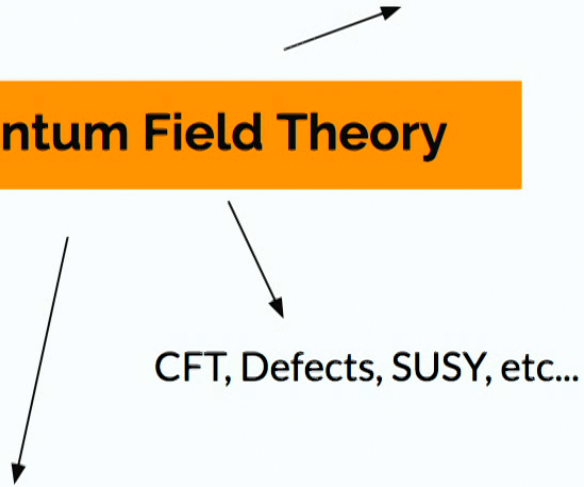 ntum Field Theory
CFT, Defects, SUSY, etc...